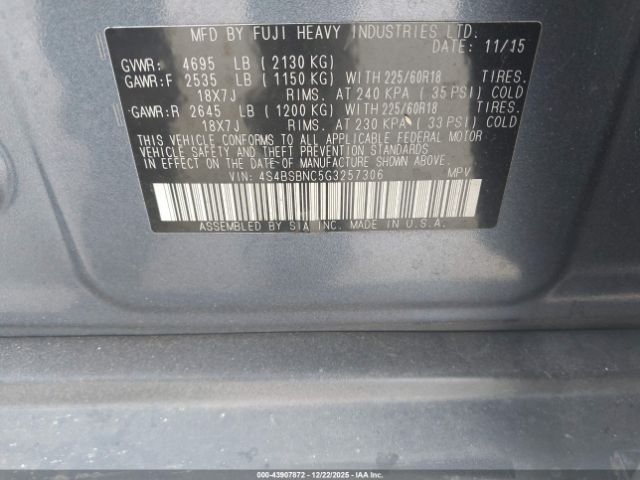 MFD BY FUJI HEAVY INDUSTRIES LTD.
DATE: 11/15
GVWR: 4695 LB (2130 KG)
GAWR:F 2535 LB (1150 KG) WITH 225/60R18 TIRES.
18X7J RIMS. AT 240 KPA (35 PSI) COLD
GAWR:R 2645 LB (1200 KG) WITH 225/60R18 TIRES.
18X7J RIMS. AT 230 KPA (33 PSI) COLD
THIS VEHICLE CONFORMS TO ALL APPLICABLE FEDERAL MOTOR
VEHICLE SAFETY AND THEFT PREVENTION STANDARDS
IN EFFECT ON THE DATE OF MANUFACTURE SHOWN ABOVE.
VIN: 4S4BSBNC5G3257306 MPV
ASSEMBLED BY SIA INC. MADE IN U.S.A.
000-43907872 - 12/22/2025 - IAAI.CA